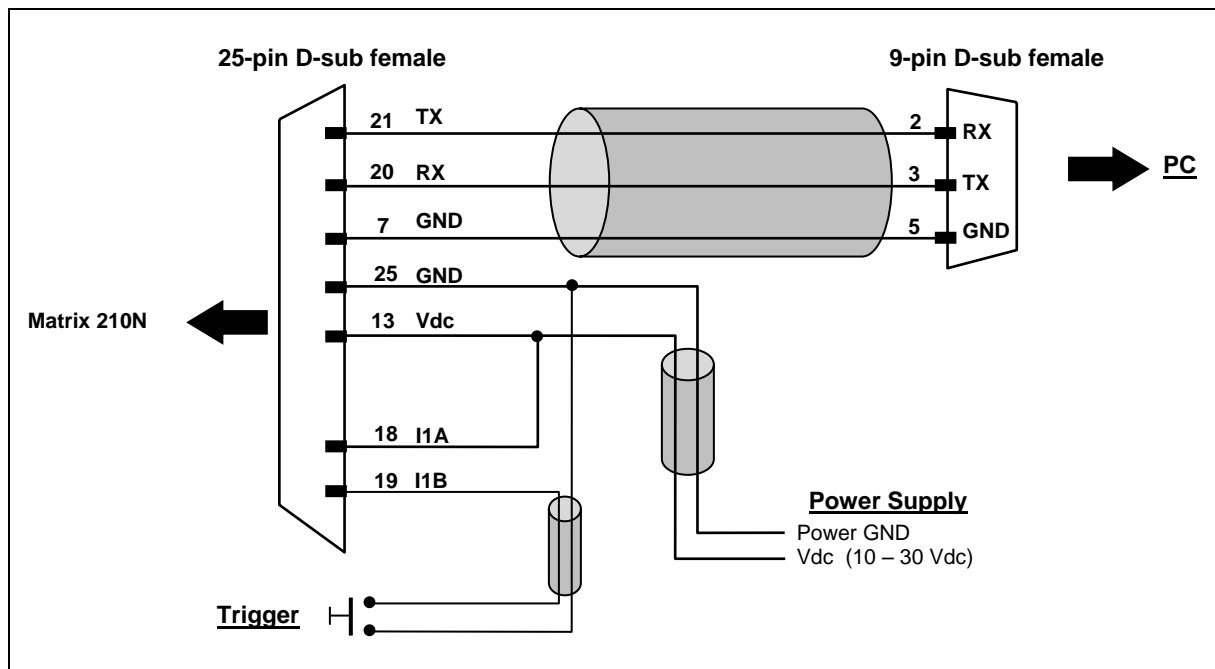 25-pin D-sub female
9-pin D-sub female
21 TX
2 RX
20 RX
3 TX
PC
7 GND
5 GND
25 GND
Matrix 210N
13 Vdc
18 I1A
19 I1B
Power Supply
Power GND
Vdc (10 – 30 Vdc)
Trigger